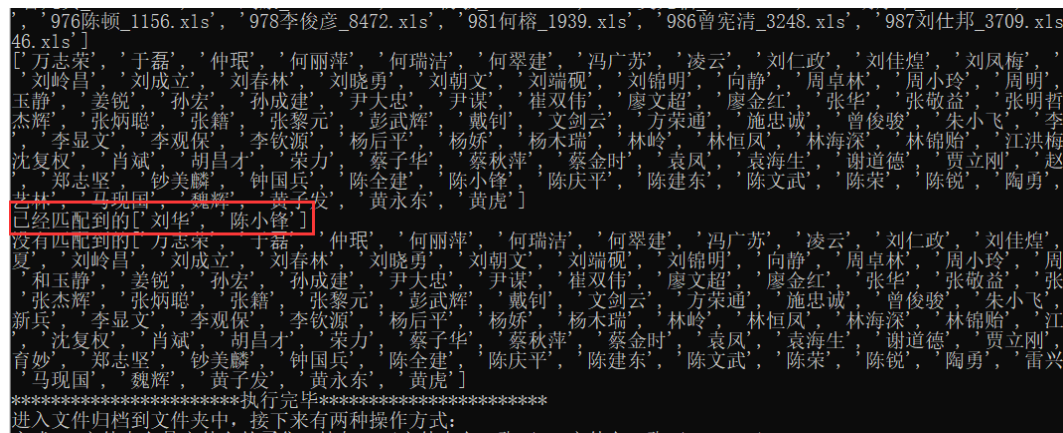 ', '976陈顿_1156.xls', '978李俊彦_8472.xls', '981何榕_1939.xls', '986曾宪清_3248.xls', '987刘仕邦_3709.xls
46.xls']
['万志荣', '于磊', '仲珉', '何丽萍', '何瑞洁', '何翠建', '冯广苏', '凌云', '刘仁政', '刘佳煌', '刘凤梅',
'刘岭昌', '刘成立', '刘春林', '刘晓勇', '刘朝文', '刘端砚', '刘锦明', '向静', '周卓林', '周小玲', '周明'
玉静', '姜锐', '孙宏', '孙成建', '尹大忠', '尹谋', '崔双伟', '廖文超', '廖金红', '张华', '张敬益', '张明哲
杰辉', '张炳聪', '张籍', '张黎元', '彭武辉', '戴钊', '文剑云', '方荣通', '施忠诚', '曾俊骏', '朱小飞', '李
', '李显文', '李观保', '李钦源', '杨后平', '杨娇', '杨木瑞', '林岭', '林恒凤', '林海深', '林锦贻', '江洪梅
沈复权', '肖斌', '胡昌才', '荣力', '蔡子华', '蔡秋萍', '蔡金时', '袁凤', '袁海生', '谢道德', '贾立刚', '赵
', '郑志坚', '钞美麟', '钟国兵', '陈全建', '陈小锋', '陈庆平', '陈建东', '陈文武', '陈荣', '陈锐', '陶勇',
艺林', '马现国', '魏辉', '黄子发', '黄永东', '黄虎']
已经匹配到的['刘华', '陈小锋']
没有匹配到的['万志荣', '于磊', '仲珉', '何丽萍', '何瑞洁', '何翠建', '冯广苏', '凌云', '刘仁政', '刘佳煌',
夏', '刘岭昌', '刘成立', '刘春林', '刘晓勇', '刘朝文', '刘端砚', '刘锦明', '向静', '周卓林', '周小玲', '周
', '和玉静', '姜锐', '孙宏', '孙成建', '尹大忠', '尹谋', '崔双伟', '廖文超', '廖金红', '张华', '张敬益', '张
'张杰辉', '张炳聪', '张籍', '张黎元', '彭武辉', '戴钊', '文剑云', '方荣通', '施忠诚', '曾俊骏', '朱小飞'
新兵', '李显文', '李观保', '李钦源', '杨后平', '杨娇', '杨木瑞', '林岭', '林恒凤', '林海深', '林锦贻', '江
', '沈复权', '肖斌', '胡昌才', '荣力', '蔡子华', '蔡秋萍', '蔡金时', '袁凤', '袁海生', '谢道德', '贾立刚',
育妙', '郑志坚', '钞美麟', '钟国兵', '陈全建', '陈庆平', '陈建东', '陈文武', '陈荣', '陈锐', '陶勇', '雷兴
'马现国', '魏辉', '黄子发', '黄永东', '黄虎']
************************执行完毕************************
进入文件归档到文件夹中，接下来有两种操作方式: